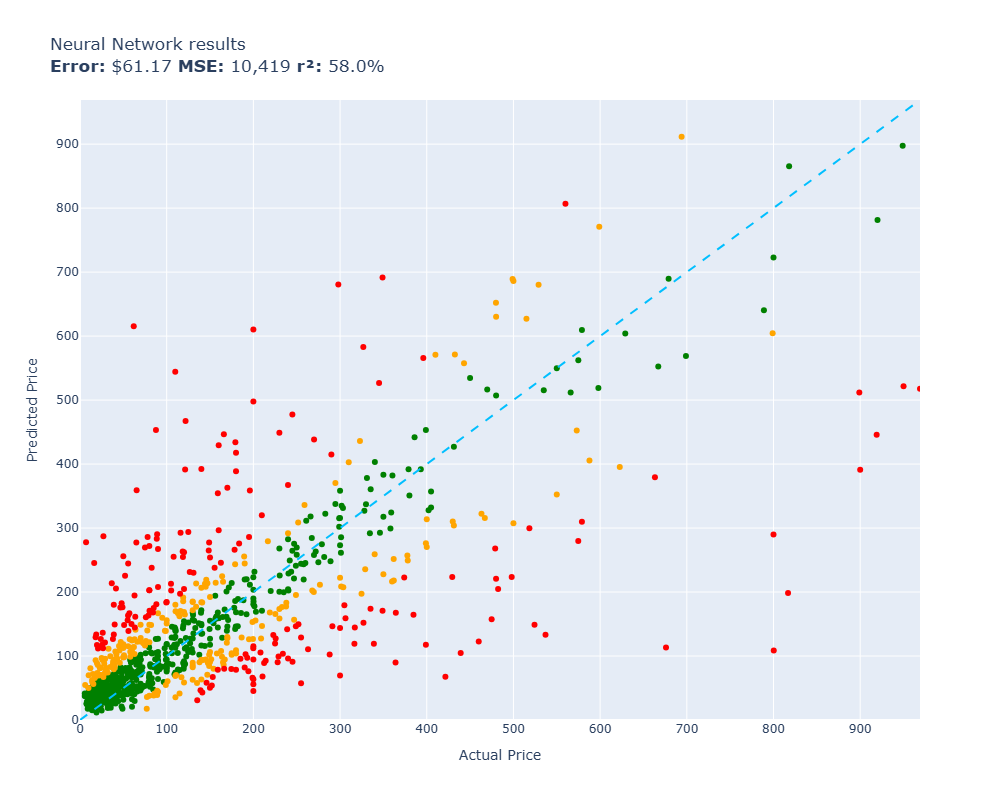 Neural Network results
Error: $61.17 MSE: 10,419 r²: 58.0%
900
800
700
600
500
400
300
200
100
0
Predicted Price
0 100 200 300 400 500 600 700 800 900
Actual Price